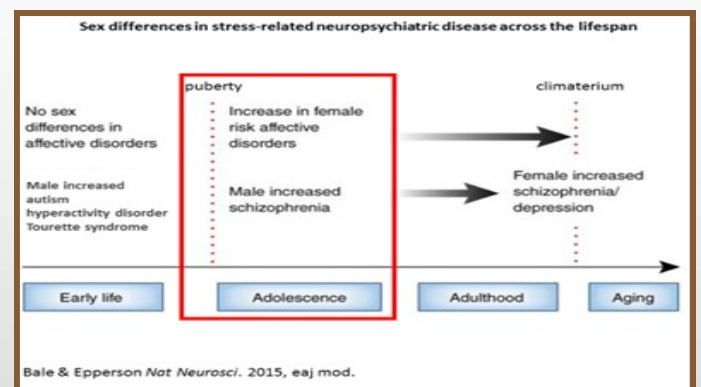 Sex differences in stress-related neuropsychiatric disease across the lifespan
puberty
climaterium
No sex
differences in
affective disorders
Increase in female
risk affective
disorders
Male increased
autism
hyperactivity disorder
Tourette syndrome
Male increased
schizophrenia
Female increased
schizophrenia/
depression
Early life
Adolescence
Adulthood
Aging
Bale & Epperson Nat Neurosci. 2015, eaj mod.